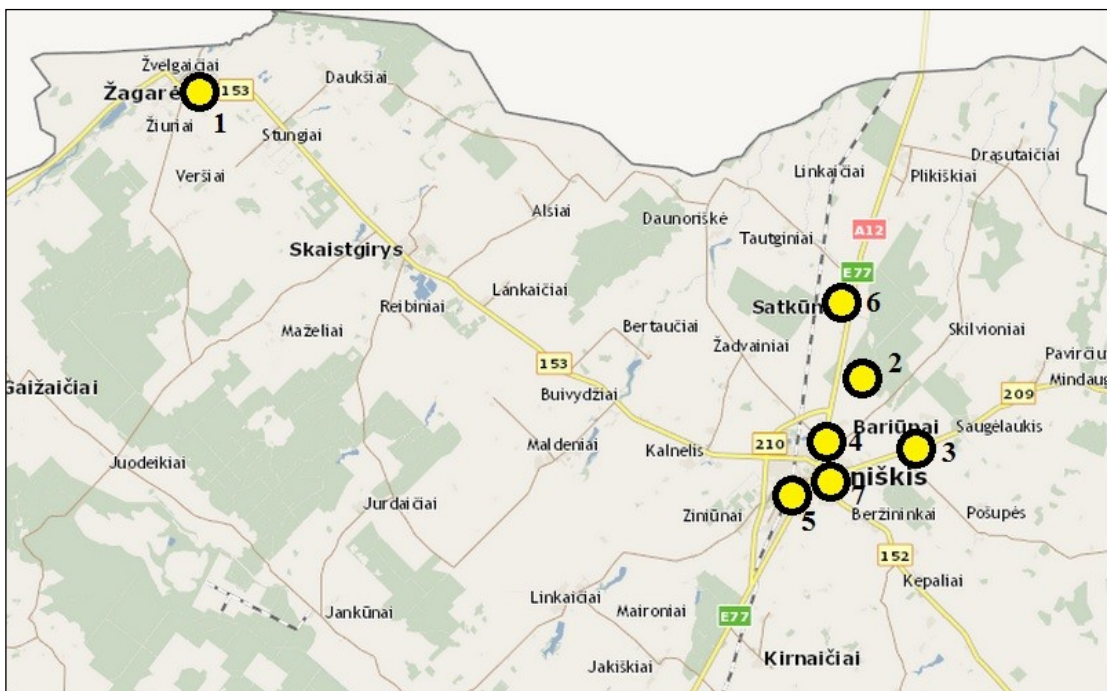 Žvelgaičiai
Daukšiai
Žagarė
153
1
Žiuriai
Stungiai
Veršiai
Drąsutaičiai
Linkaičiai
Plikiškiai
Alsiai
Daunoriškė
A12
Tautginiai
Skaistgirys
E77
Lankaičiai
Reibiniai
Satkūn
6
Bertaučiai
Skilvioniai
Maželiai
Žadvainiai
2
Pavirčiu
153
Mindaug
Gaižaičiai
209
Buivydžiai
Bariūnai
Saugėlaukis
210
4
Maldeniai
Kalnelis
3
Juodeikiai
niškis
7
Jurdaičiai
5
Ziniūnai
Beržininkai
Pošupės
152
Kepaliai
Linkaičiai
Maironiai
Jankūnai
E77
Kirnaičiai
Jakiškiai